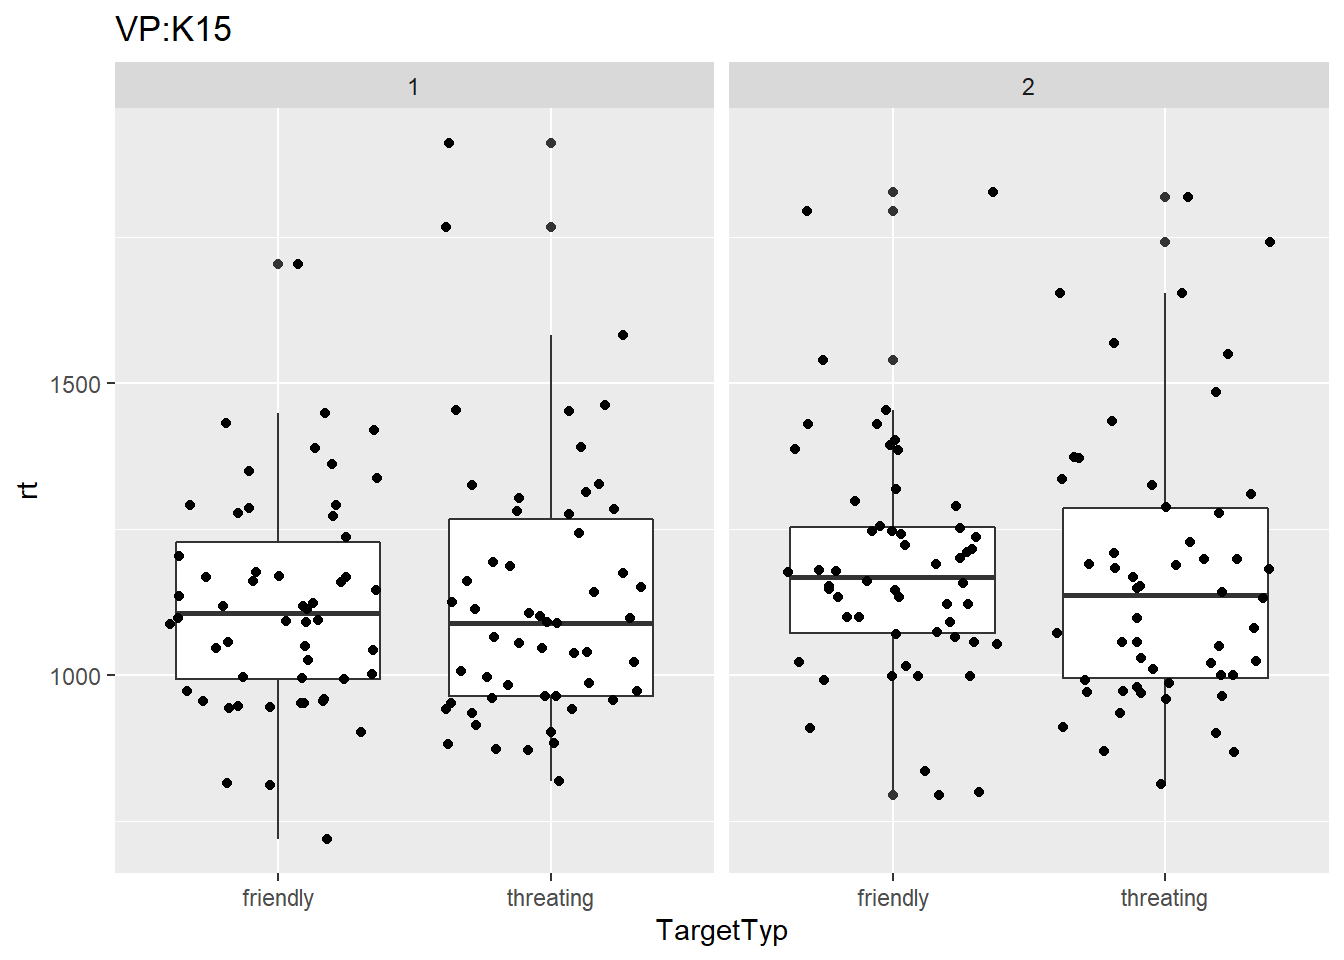 VP:K15
1
2
1500
1000
rt
friendly
threating
friendly
threating
TargetTyp